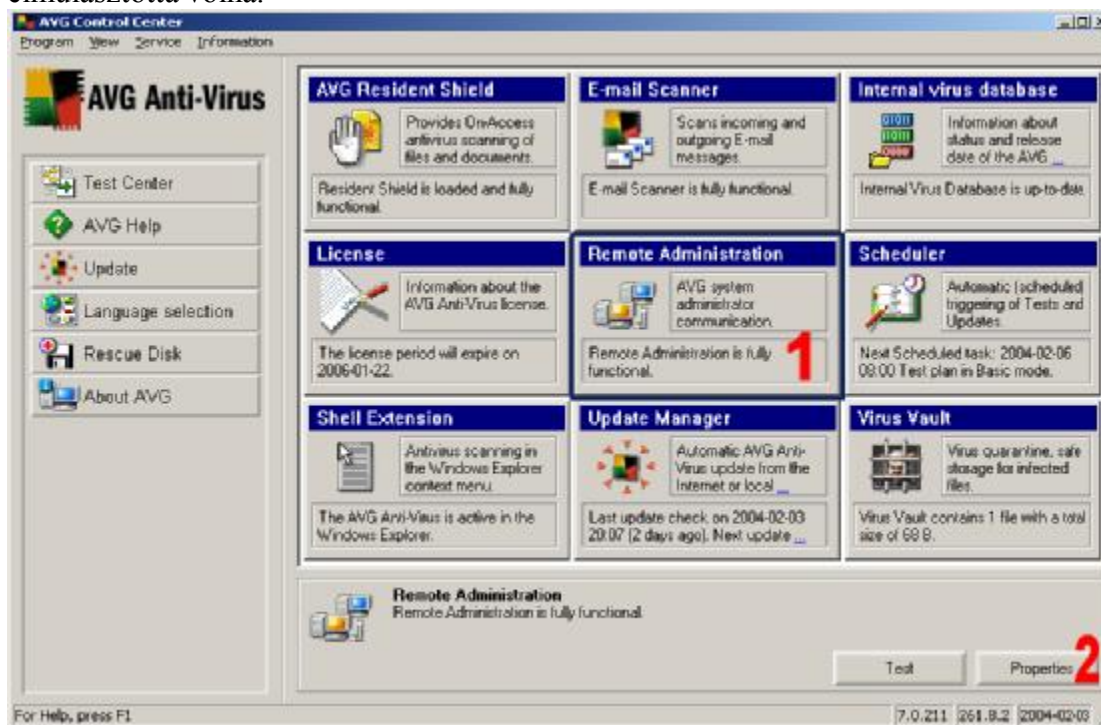 elmulasztotta volna.
AVG Control Center
Program View Service Information
AVG Anti-Virus
Test Center
AVG Help
Update
Language selection
Rescue Disk
About AVG
AVG Resident Shield
Provides On-Access
antivirus scanning of
files and documents.
Resident Shield is loaded and fully
functional.
E-mail Scanner
Scans incoming and
outgoing E-mail
messages.
E-mail Scanner is fully functional.
Internal virus database
Information about
status and release
date of the AVG ...
Internal Virus Database is up-to-date.
License
Information about the
AVG Anti-Virus license.
The license period will expire on
2006-01-22.
Remote Administration
AVG system
administrator
communication.
Remote Administration is fully
functional.
1
Scheduler
Automatic (scheduled)
triggering of Tests and
Updates.
Next Scheduled task: 2004-02-06
08:00 Test plan in Basic mode.
Shell Extension
Antivirus scanning in
the Windows Explorer
context menu.
The AVG Anti-Virus is active in the
Windows Explorer.
Update Manager
Automatic AVG Anti-
Virus update from the
Internet or local ...
Last update check on 2004-02-03
20:07 (2 days ago). Next update ...
Virus Vault
Virus quarantine, safe
storage for infected
files.
Virus Vault contains 1 file with a total
size of 68 B.
Remote Administration
Remote Administration is fully functional.
Test
Properties
2
For Help, press F1
7.0.211 261.8.2 2004-02-03